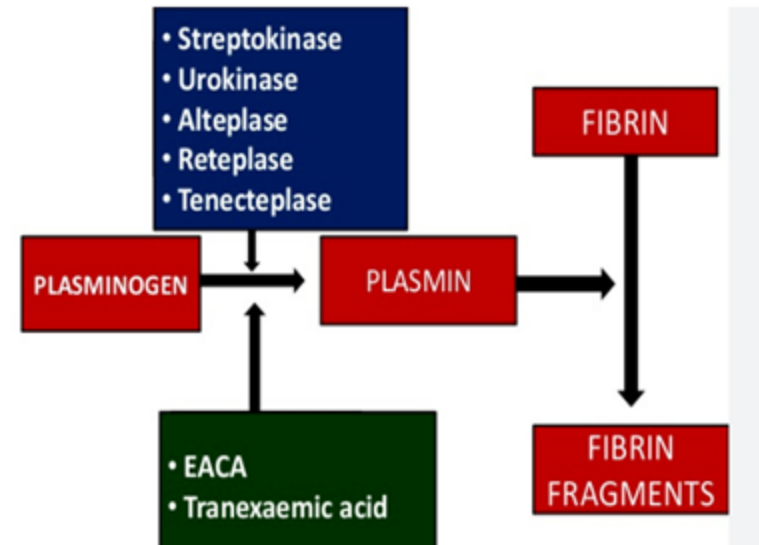 • Streptokinase
• Urokinase
• Alteplase
• Reteplase
• Tenecteplase
FIBRIN
PLASMINOGEN
PLASMIN
• EACA
• Tranexaemic acid
FIBRIN
FRAGMENTS